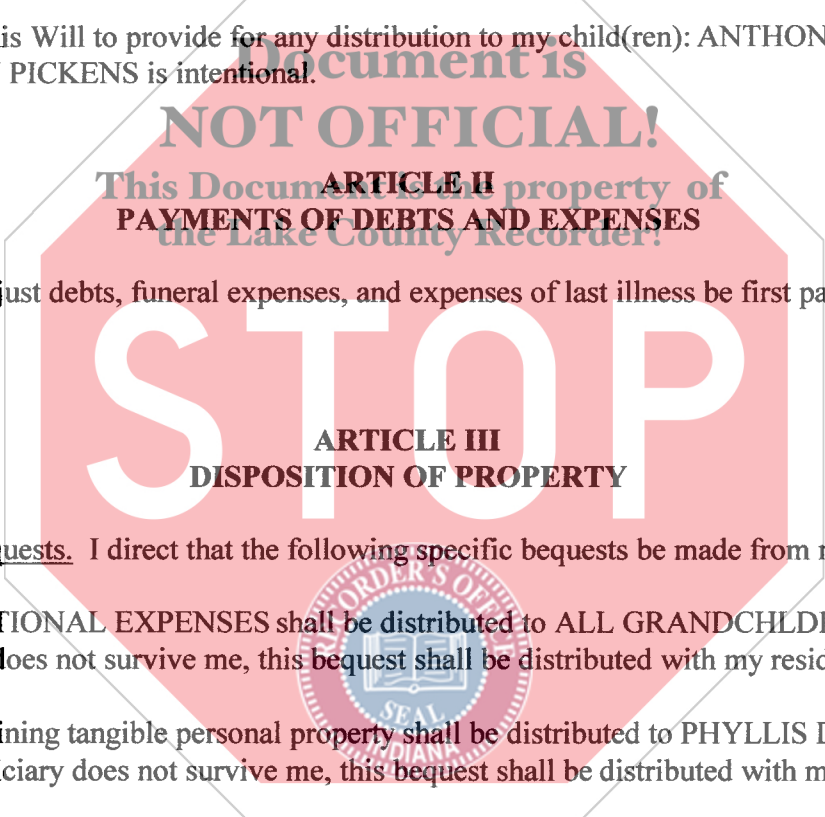 is Will to provide for any distribution to my child(ren): ANTHON
PICKENS is intentional.
Document is
NOT OFFICIAL!
This Document is the property of
the Lake County Recorder!
ARTICLE II
PAYMENTS OF DEBTS AND EXPENSES
just debts, funeral expenses, and expenses of last illness be first pa
STOP
ARTICLE III
DISPOSITION OF PROPERTY
quests. I direct that the following specific bequests be made from
TIONAL EXPENSES shall be distributed to ALL GRANDCHLD
does not survive me, this bequest shall be distributed with my resid
RECORDER'S OFFICE
SEAL
INDIANA
ining tangible personal property shall be distributed to PHYLLIS D
ciary does not survive me, this bequest shall be distributed with m